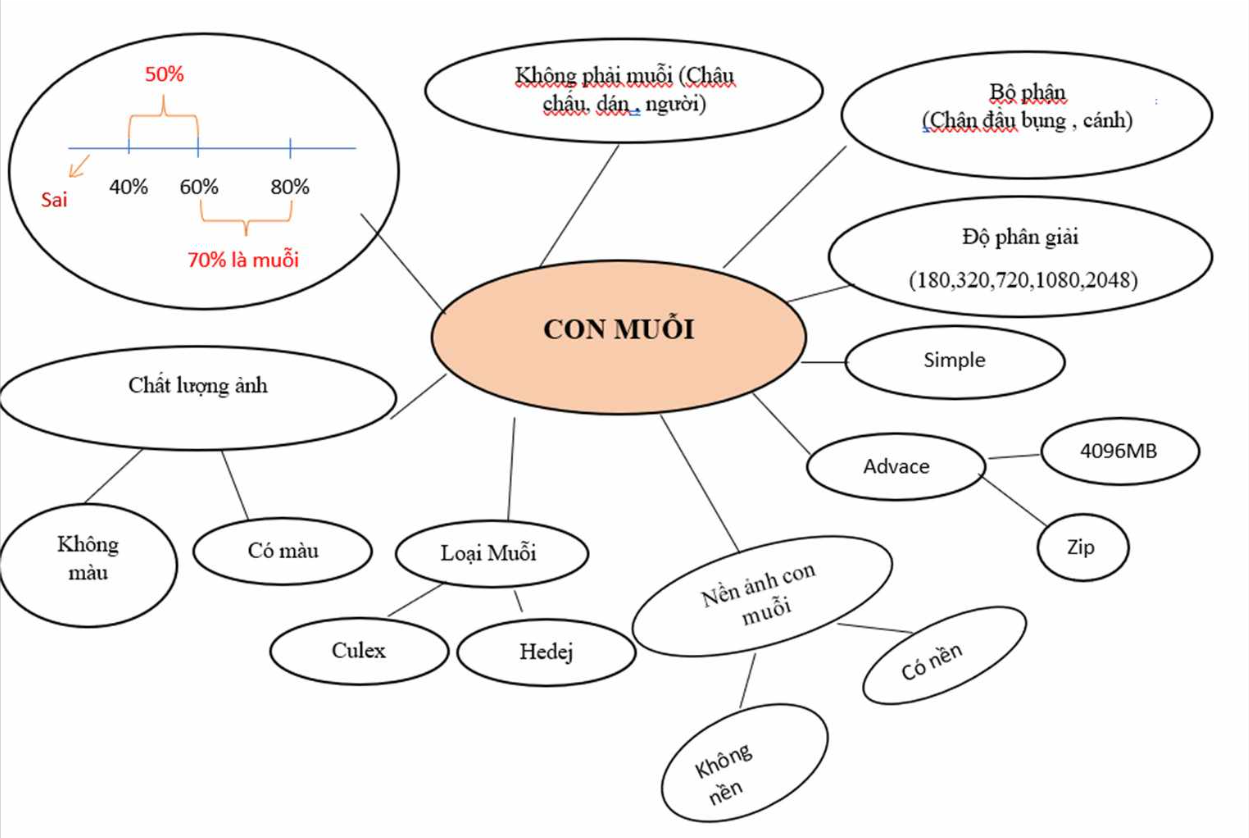 50%
40%
60%
80%
Sai
70% là muỗi
Không phải muỗi (Châu
chấu, dán , người)
Bô phận
(Chân đầu bụng , cánh)
Độ phân giải
(180,320,720,1080,2048)
CON MUỖI
Simple
Advace
4096MB
Zip
Chất lượng ảnh
Không
màu
Có màu
Loại Muỗi
Culex
Hedej
Nền ảnh con
muỗi
Có nền
Không
nền